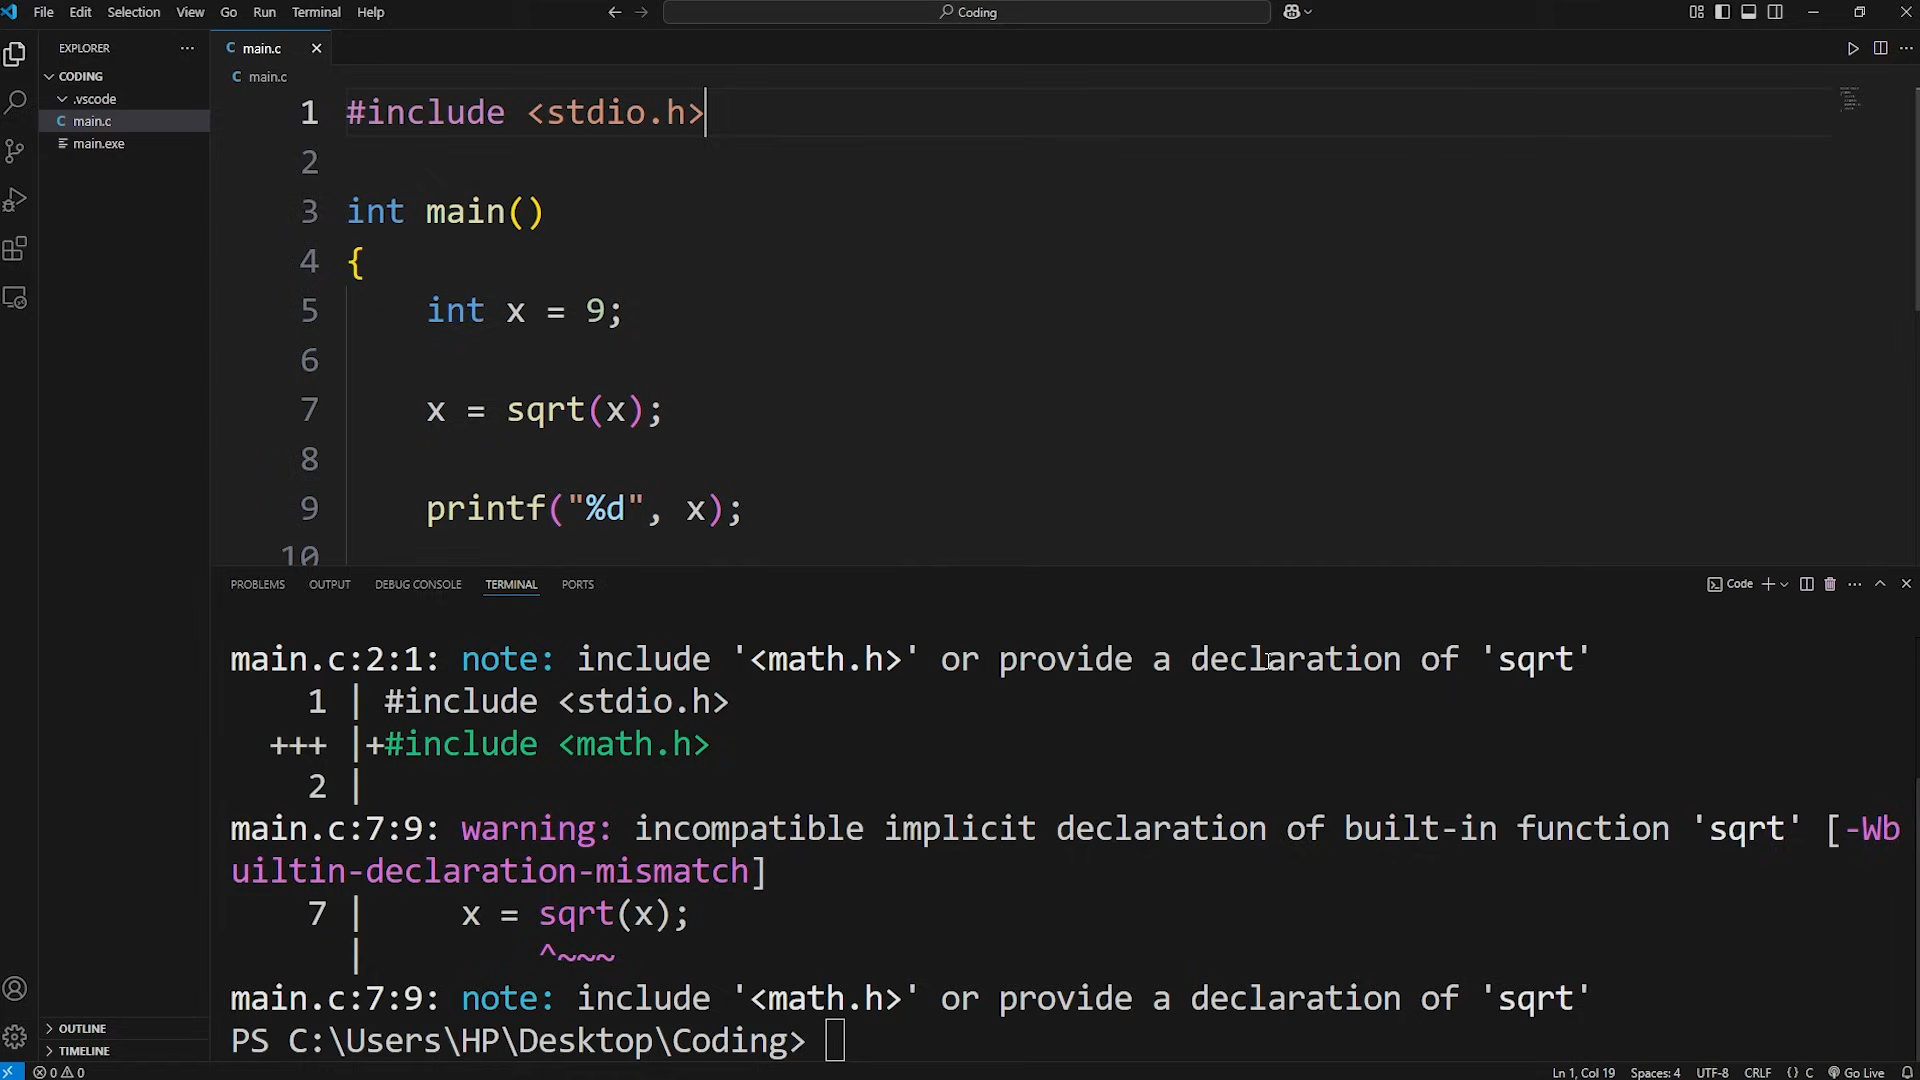 File Edit Selection View Go Run Terminal Help
Coding
EXPLORER
CODING
.vscode
C main.c
main.exe
OUTLINE
TIMELINE
C main.c
C main.c
1 #include <stdio.h>
2
3 int main()
4 {
5     int x = 9;
6
7     x = sqrt(x);
8
9     printf("%d", x);
10
PROBLEMS OUTPUT DEBUG CONSOLE TERMINAL PORTS
Code
main.c:2:1: note: include '<math.h>' or provide a declaration of 'sqrt'
    1 | #include <stdio.h>
  +++ |+#include <math.h>
    2 |
main.c:7:9: warning: incompatible implicit declaration of built-in function 'sqrt' [-Wb
uiltin-declaration-mismatch]
    7 |     x = sqrt(x);
      |         ^~~~
main.c:7:9: note: include '<math.h>' or provide a declaration of 'sqrt'
PS C:\Users\HP\Desktop\Coding>
0 0
Ln 1, Col 19 Spaces: 4 UTF-8 CRLF {} C Go Live